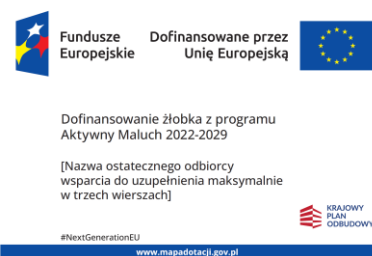 Fundusze
Europejskie
Dofinansowane przez
Unię Europejską
Dofinansowanie żłobka z programu
Aktywny Maluch 2022-2029
[Nazwa ostatecznego odbiorcy
wsparcia do uzupełnienia maksymalnie
w trzech wierszach]
KRAJOWY
PLAN
ODBUDOWY
#NextGenerationEU
www.mapadotacji.gov.pl